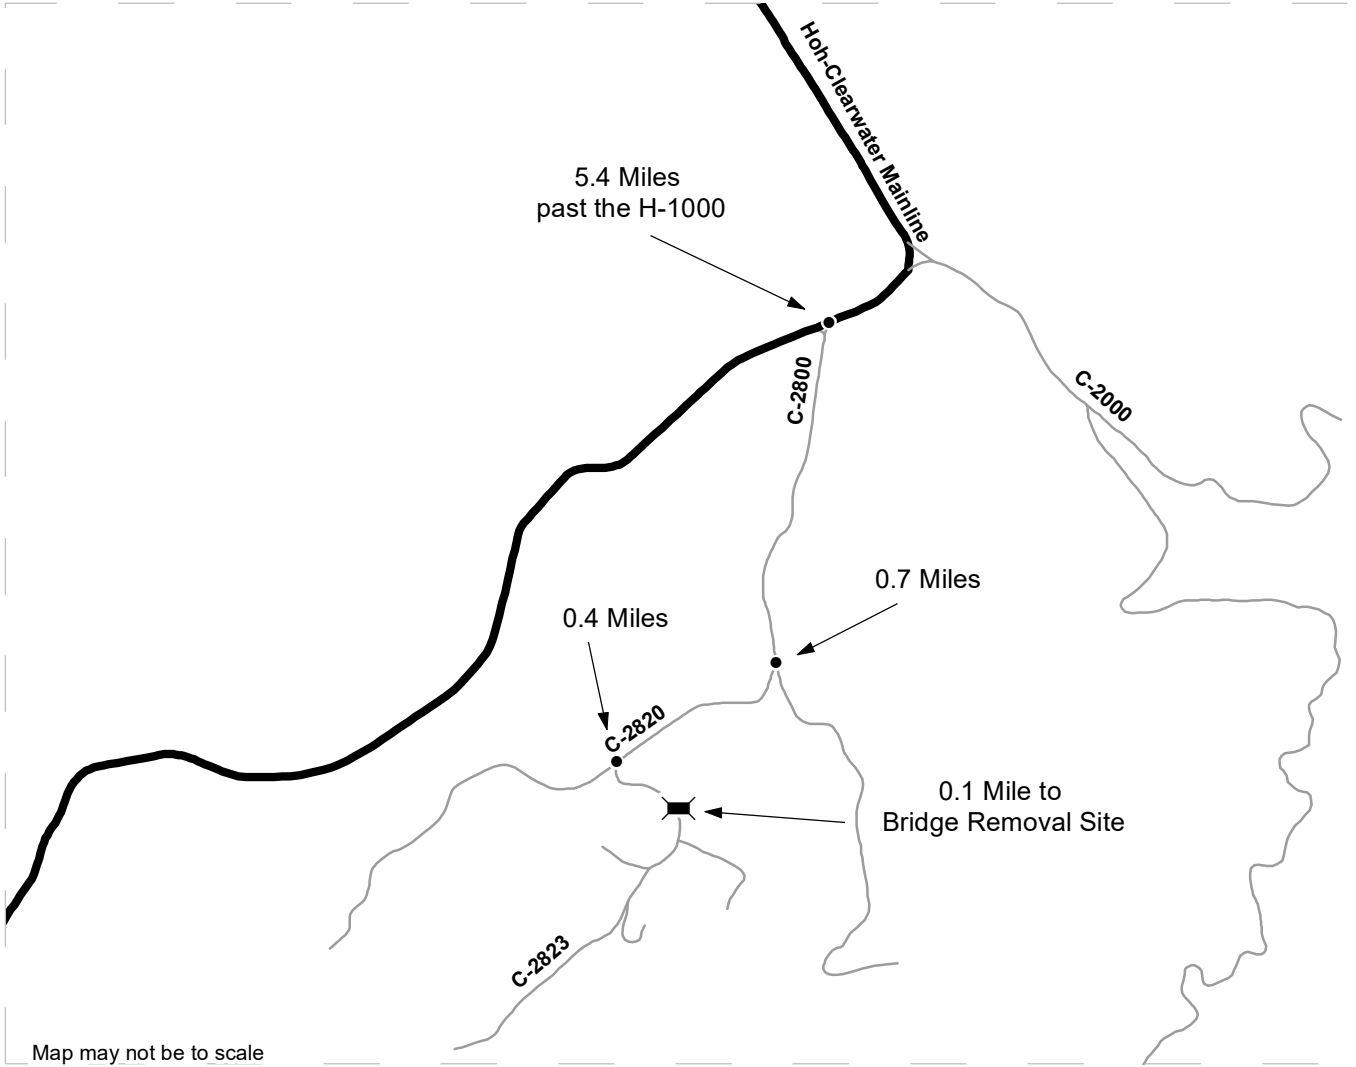 Hoh-Clearwater Mainline
5.4 Miles
past the H-1000
C-2800
C-2000
0.7 Miles
0.4 Miles
C-2820
0.1 Mile to
Bridge Removal Site
C-2823
Map may not be to scale